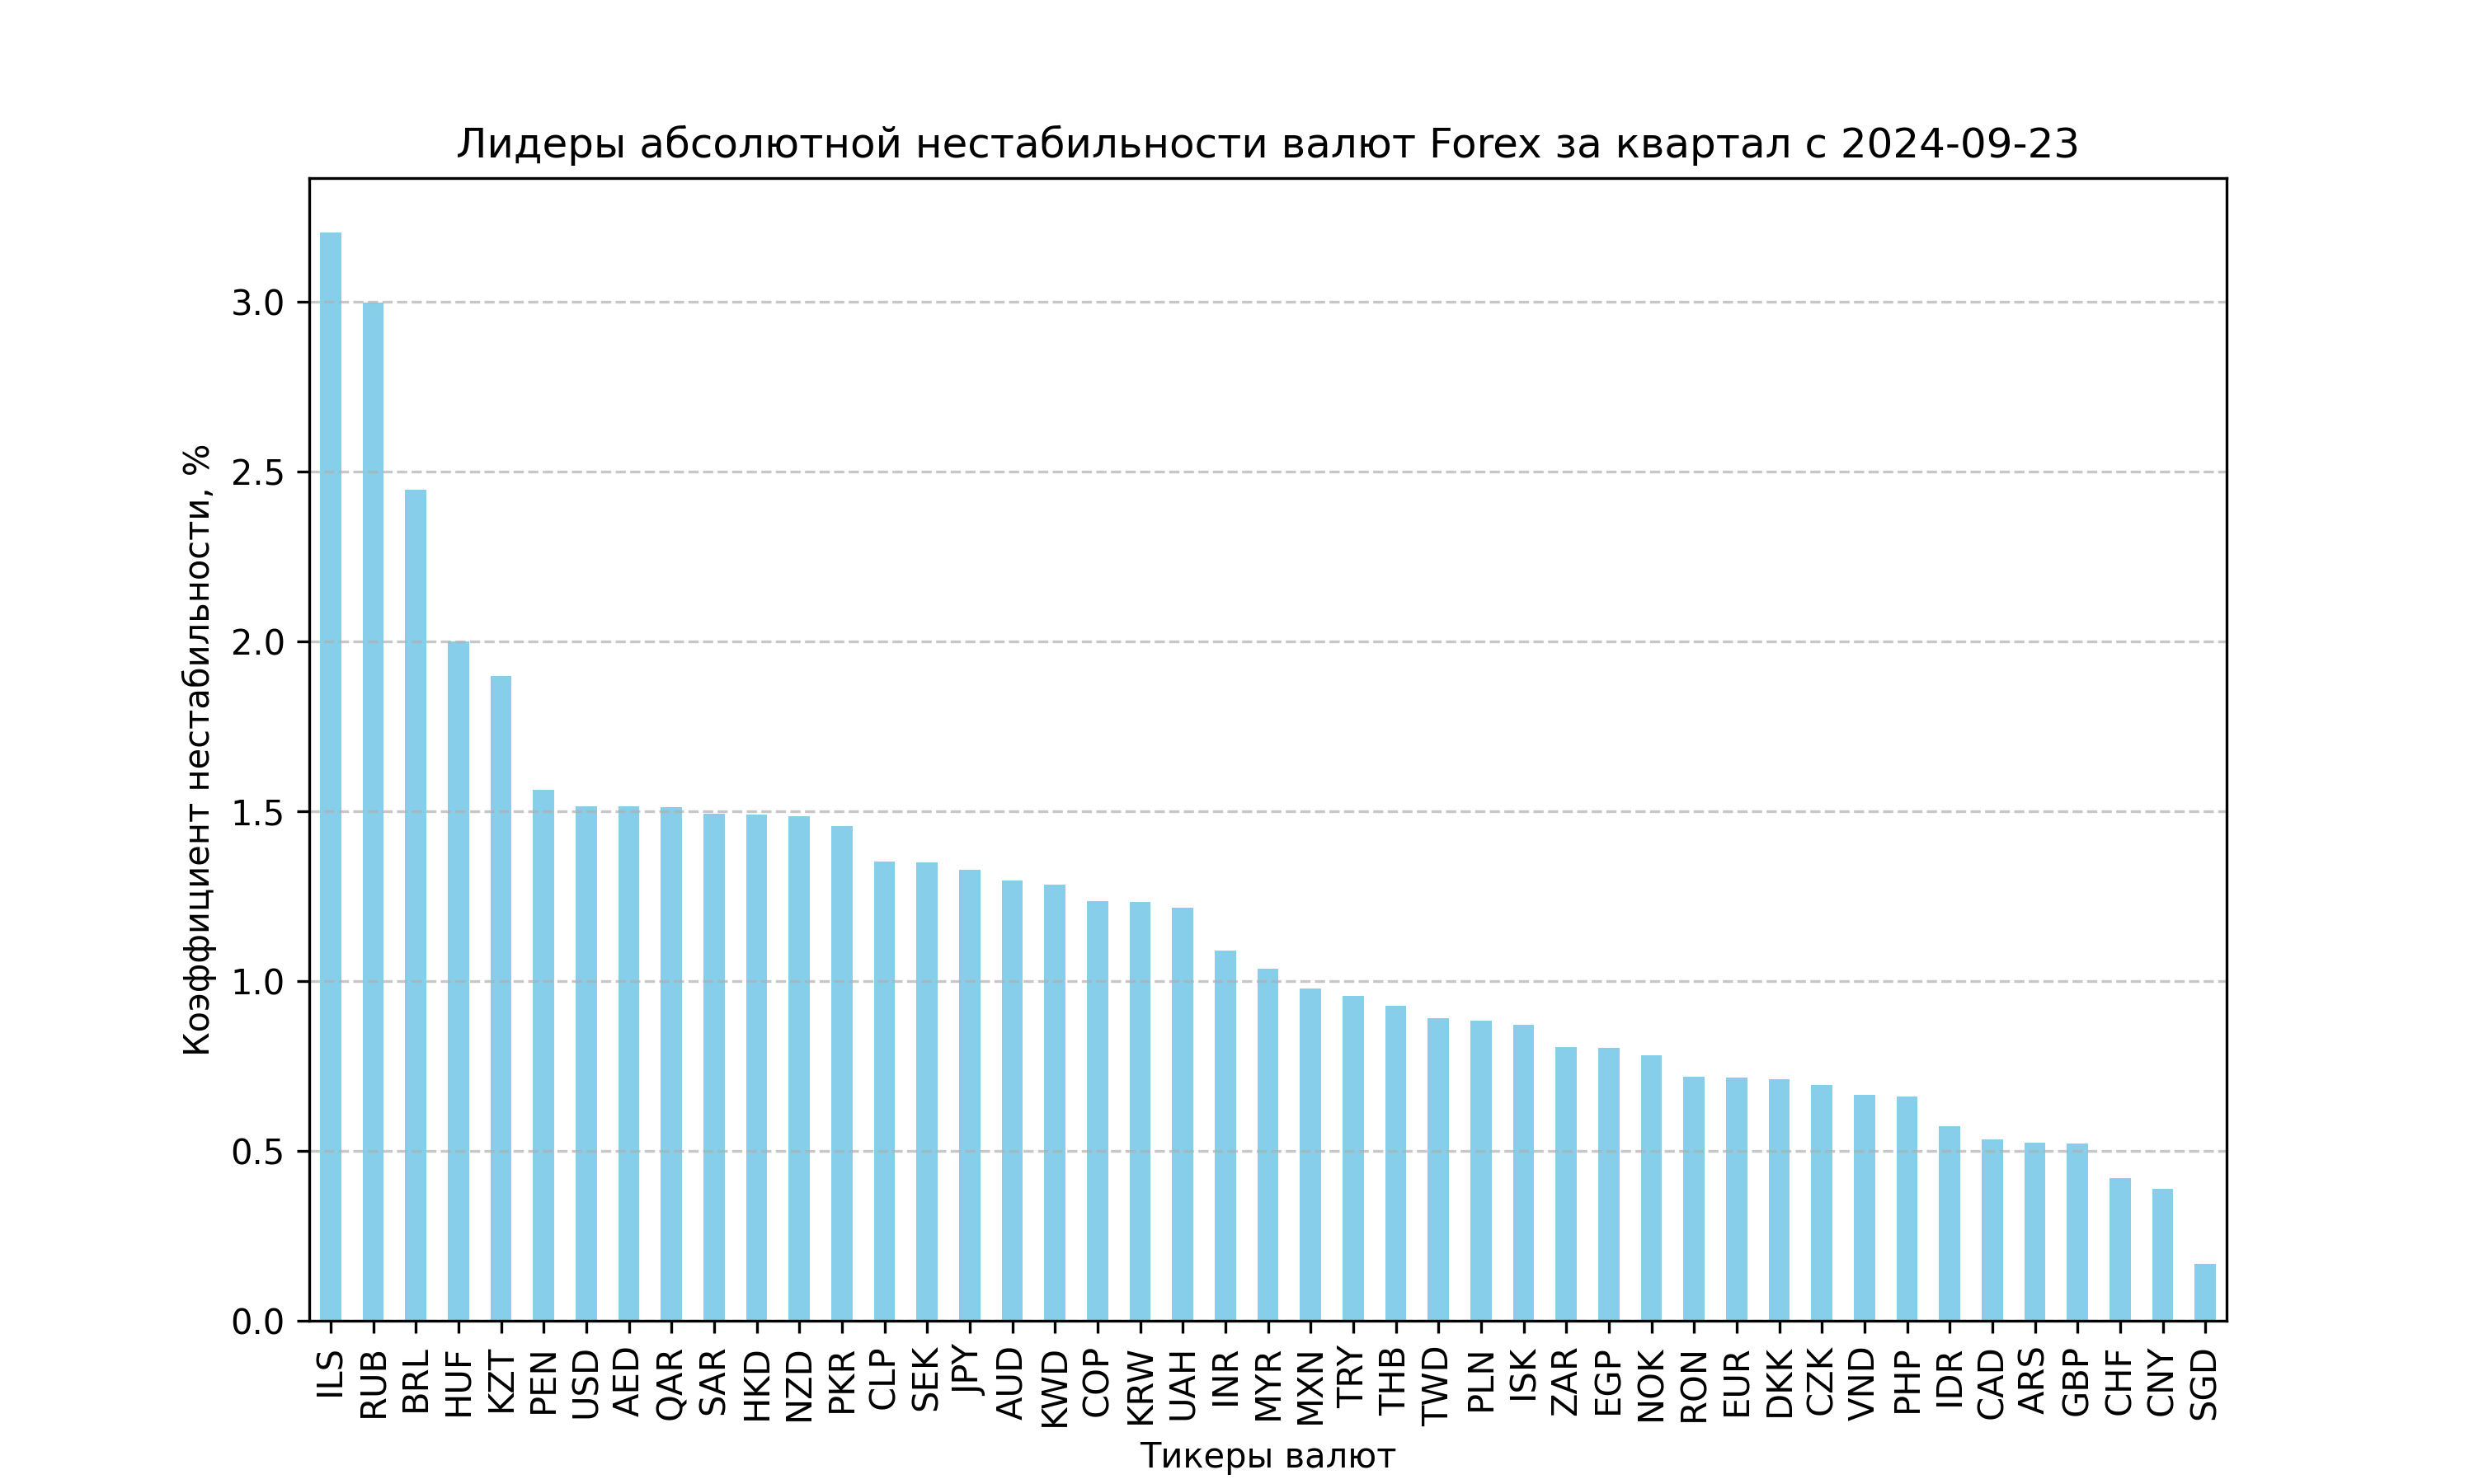 Лидеры абсолютной нестабильности валют Forex за квартал с 2024-09-23
Коэффициент нестабильности, %
3.0
2.5
2.0
1.5
1.0
0.5
0.0
ILS
RUB
BRL
HUF
KZT
PEN
USD
AED
QAR
SAR
HKD
NZD
PKR
CLP
SEK
JPY
AUD
KWD
COP
KRW
UAH
INR
MYR
MXN
TRY
THB
TWD
PLN
ISK
ZAR
EGP
NOK
RON
EUR
DKK
CZK
VND
PHP
IDR
CAD
ARS
GBP
CHF
CNY
SGD
Тикеры валют